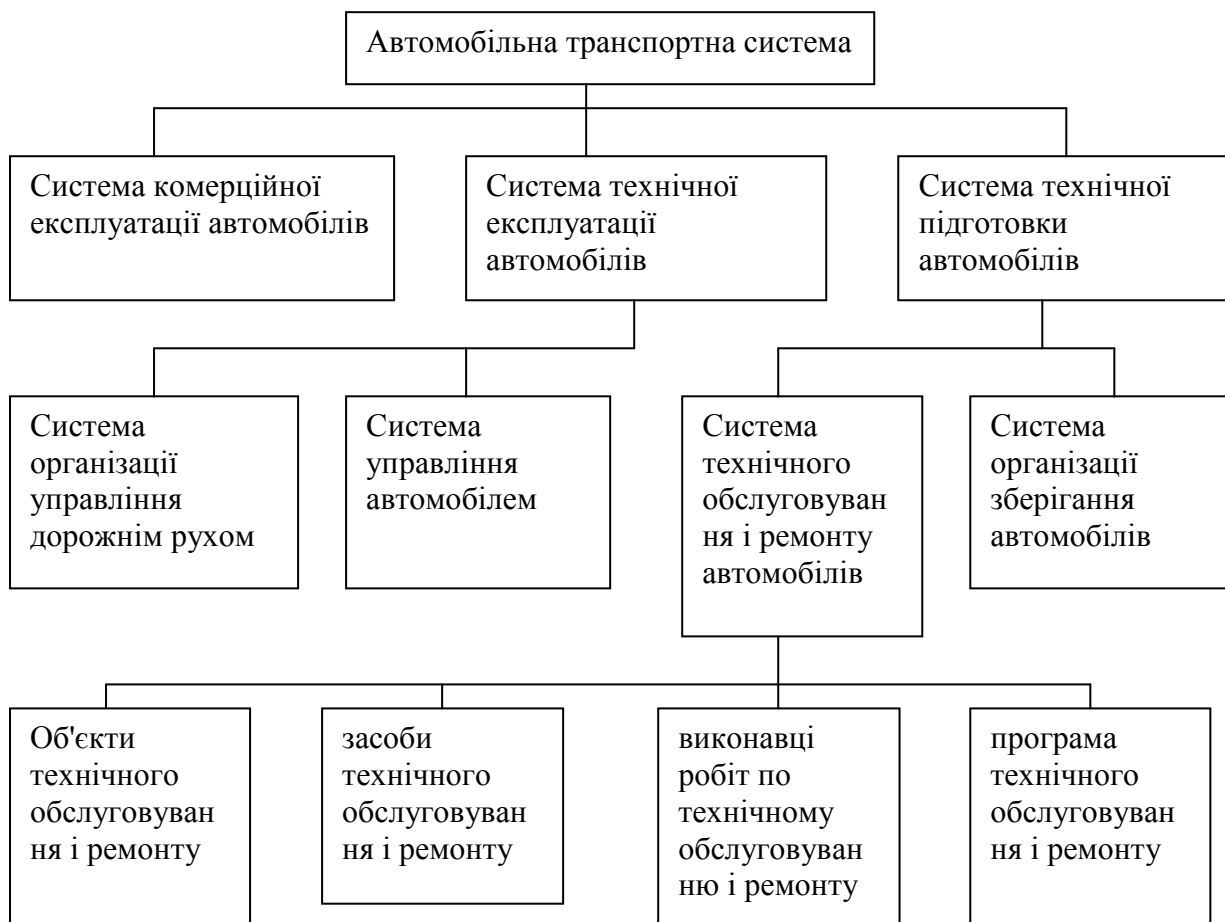 Автомобільна транспортна система
Система комерційної
експлуатації автомобілів
Система технічної
експлуатації
автомобілів
Система технічної
підготовки
автомобілів
Система
організації
управління
дорожнім рухом
Система
управління
автомобілем
Система
технічного
обслуговуван
ня і ремонту
автомобілів
Система
організації
зберігання
автомобілів
Об'єкти
технічного
обслуговуван
ня і ремонту
засоби
технічного
обслуговуван
ня і ремонту
виконавці
робіт по
технічному
обслуговуван
ню і ремонту
програма
технічного
обслуговуван
ня і ремонту